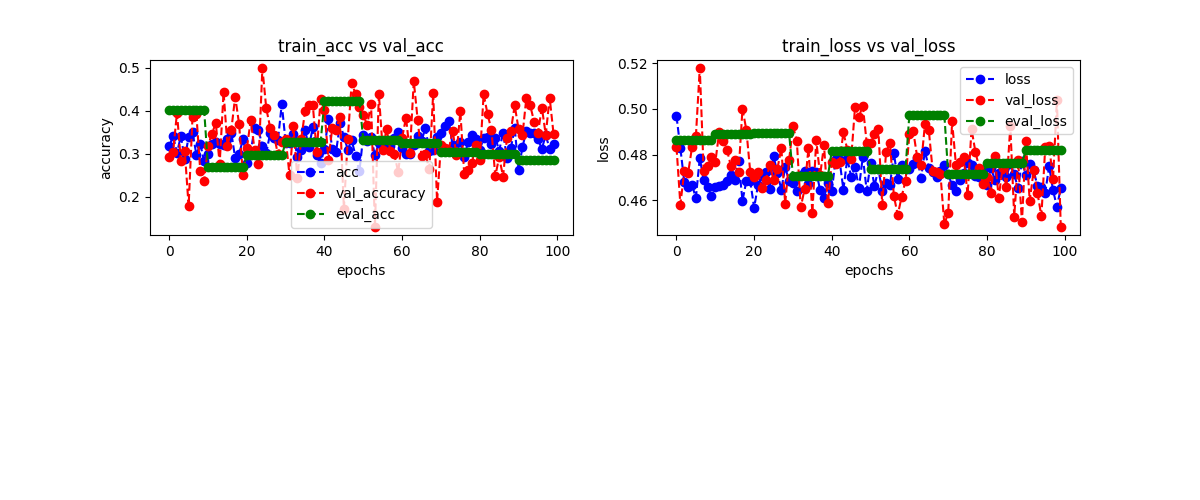 train_acc vs val_acc
0.5
0.4
0.3
0.2
accuracy
acc
val_accuracy
eval_acc
0
20
40
60
80
100
epochs
train_loss vs val_loss
0.52
0.50
0.48
0.46
loss
loss
val_loss
eval_loss
0
20
40
60
80
100
epochs